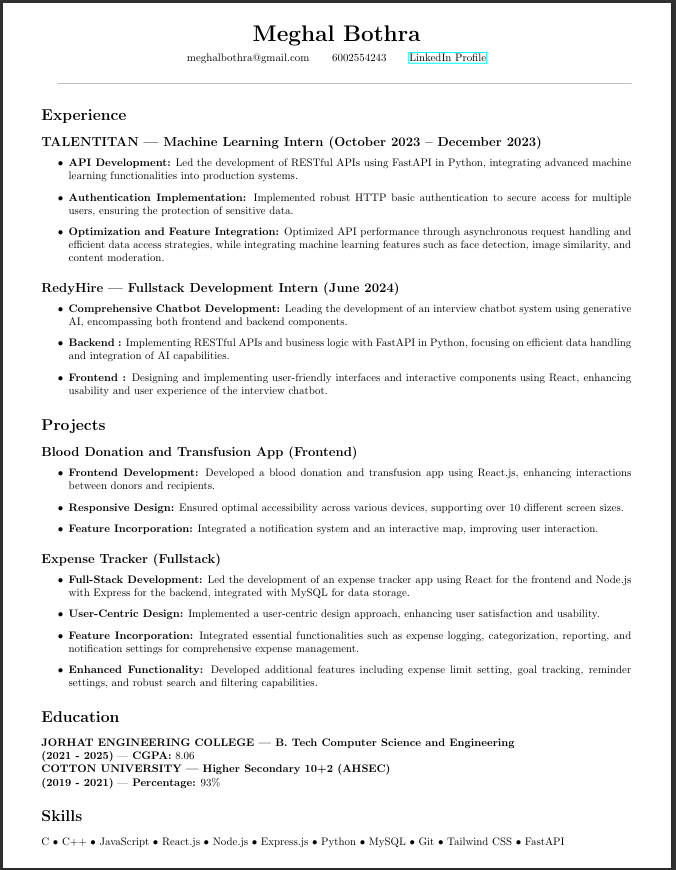 Meghal Bothra
meghalbothra@gmail.com 6002554243 LinkedIn Profile
Experience
TALENTITAN — Machine Learning Intern (October 2023 – December 2023)
• API Development: Led the development of RESTful APIs using FastAPI in Python, integrating advanced machine
learning functionalities into production systems.
• Authentication Implementation: Implemented robust HTTP basic authentication to secure access for multiple
users, ensuring the protection of sensitive data.
• Optimization and Feature Integration: Optimized API performance through asynchronous request handling and
efficient data access strategies, while integrating machine learning features such as face detection, image similarity, and
content moderation.
RedyHire — Fullstack Development Intern (June 2024)
• Comprehensive Chatbot Development: Leading the development of an interview chatbot system using generative
AI, encompassing both frontend and backend components.
• Backend : Implementing RESTful APIs and business logic with FastAPI in Python, focusing on efficient data handling
and integration of AI capabilities.
• Frontend : Designing and implementing user-friendly interfaces and interactive components using React, enhancing
usability and user experience of the interview chatbot.
Projects
Blood Donation and Transfusion App (Frontend)
• Frontend Development: Developed a blood donation and transfusion app using React.js, enhancing interactions
between donors and recipients.
• Responsive Design: Ensured optimal accessibility across various devices, supporting over 10 different screen sizes.
• Feature Incorporation: Integrated a notification system and an interactive map, improving user interaction.
Expense Tracker (Fullstack)
• Full-Stack Development: Led the development of an expense tracker app using React for the frontend and Node.js
with Express for the backend, integrated with MySQL for data storage.
• User-Centric Design: Implemented a user-centric design approach, enhancing user satisfaction and usability.
• Feature Incorporation: Integrated essential functionalities such as expense logging, categorization, reporting, and
notification settings for comprehensive expense management.
• Enhanced Functionality: Developed additional features including expense limit setting, goal tracking, reminder
settings, and robust search and filtering capabilities.
Education
JORHAT ENGINEERING COLLEGE — B. Tech Computer Science and Engineering
(2021 - 2025) — CGPA: 8.06
COTTON UNIVERSITY — Higher Secondary 10+2 (AHSEC)
(2019 - 2021) — Percentage: 93%
Skills
C • C++ • JavaScript • React.js • Node.js • Express.js • Python • MySQL • Git • Tailwind CSS • FastAPI